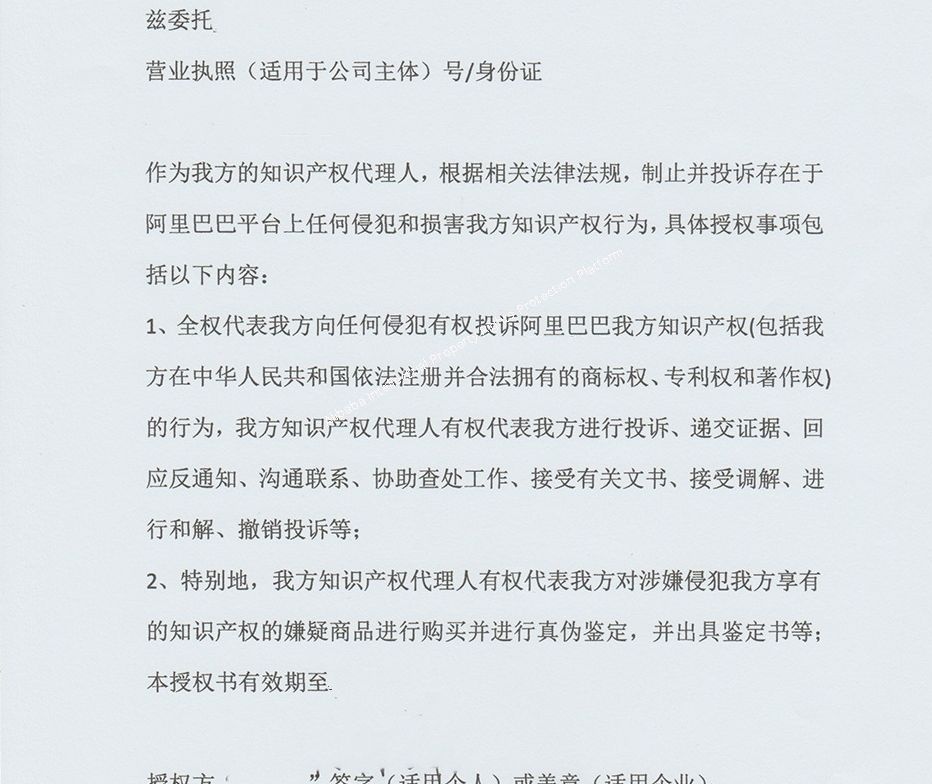 兹委托
营业执照（适用于公司主体）号/身份证
作为我方的知识产权代理人，根据相关法律法规，制止并投诉存在于
阿里巴巴平台上任何侵犯和损害我方知识产权行为，具体授权事项包
括以下内容：
1、全权代表我方向任何侵犯有权投诉阿里巴巴我方知识产权(包括我
方在中华人民共和国依法注册并合法拥有的商标权、专利权和著作权)
的行为，我方知识产权代理人有权代表我方进行投诉、递交证据、回
应反通知、沟通联系、协助查处工作、接受有关文书、接受调解、进
行和解、撤销投诉等；
2、特别地，我方知识产权代理人有权代表我方对涉嫌侵犯我方享有
的知识产权的嫌疑商品进行购买并进行真伪鉴定，并出具鉴定书等；
本授权书有效期至
授权方 签字（适用个人）或盖章（适用企业）
Property Protection Platform